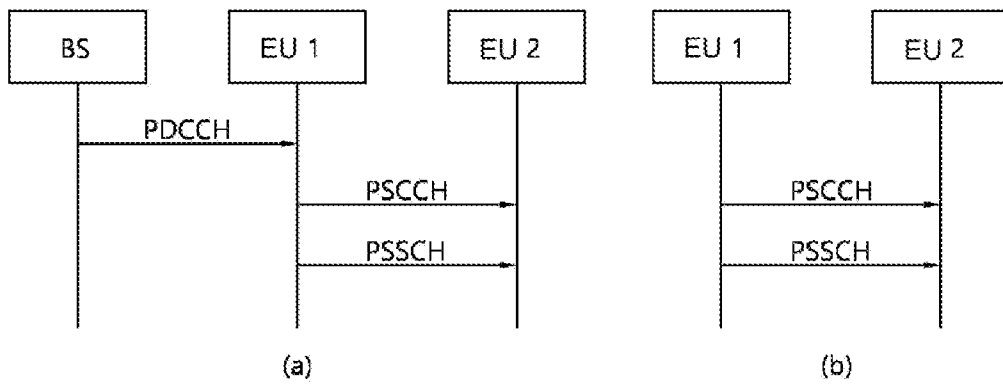 BS EU 1 EU 2 EU 1 EU 2
PDCCH
PSCCH PSCCH
PSSCH PSSCH
(a) (b)